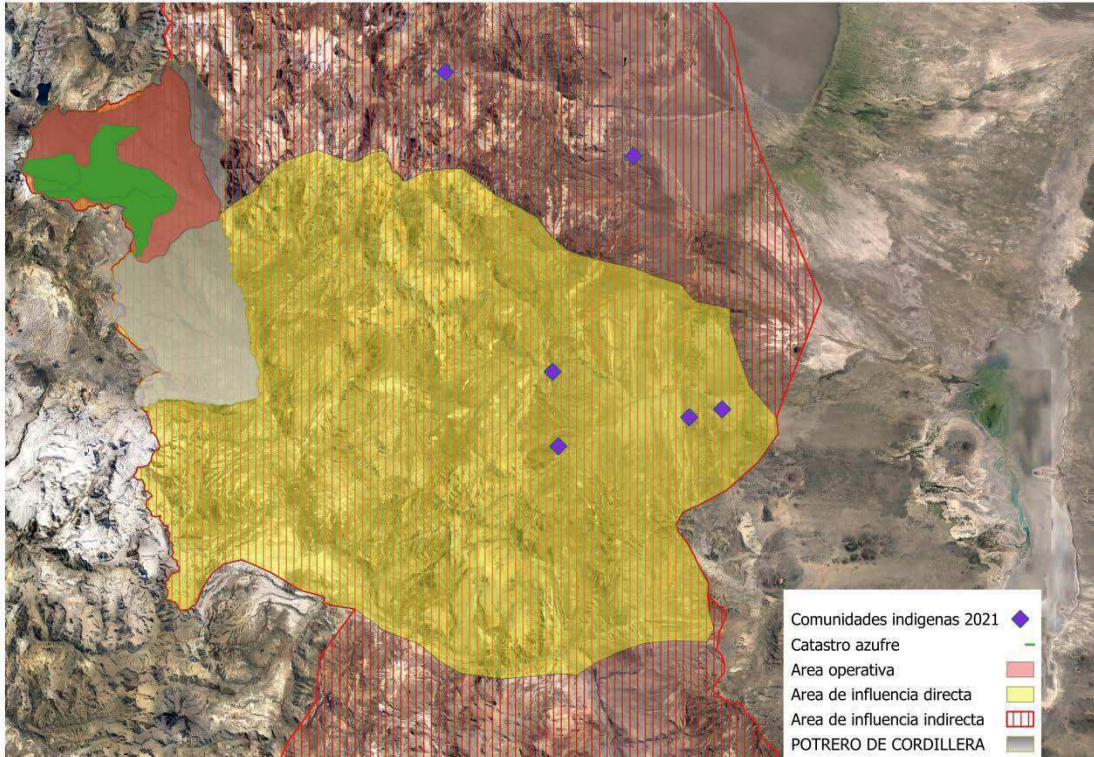 Comunidades indigenas 2021
Catastro azufre
Area operativa
Area de influencia directa
Area de influencia indirecta
POTRERO DE CORDILLERA